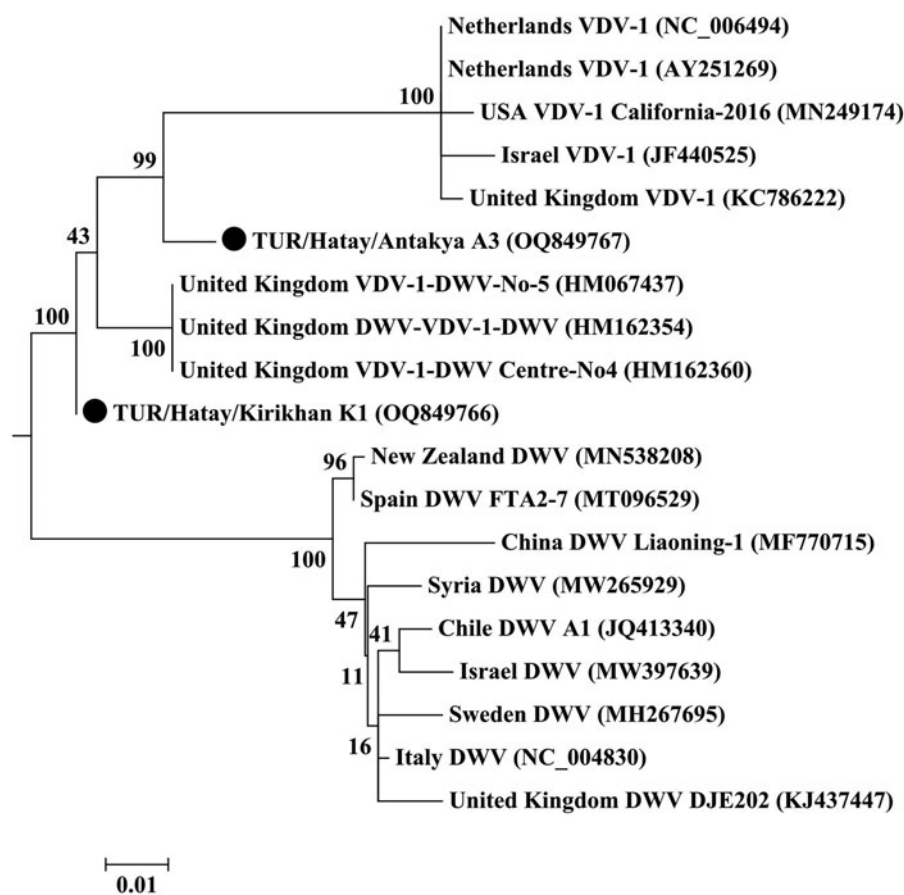 Netherlands VDV-1 (NC_006494)
Netherlands VDV-1 (AY251269)
100
USA VDV-1 California-2016 (MN249174)
Israel VDV-1 (JF440525)
99
United Kingdom VDV-1 (KC786222)
43
TUR/Hatay/Antakya A3 (OQ849767)
United Kingdom VDV-1-DWV-No-5 (HM067437)
100
United Kingdom DWV-VDV-1-DWV (HM162354)
100
United Kingdom VDV-1-DWV Centre-No4 (HM162360)
TUR/Hatay/Kirikhan K1 (OQ849766)
96
New Zealand DWV (MN538208)
Spain DWV FTA2-7 (MT096529)
100
China DWV Liaoning-1 (MF770715)
Syria DWV (MW265929)
47
41
Chile DWV A1 (JQ413340)
11
Israel DWV (MW397639)
Sweden DWV (MH267695)
16
Italy DWV (NC_004830)
United Kingdom DWV DJE202 (KJ437447)
0.01